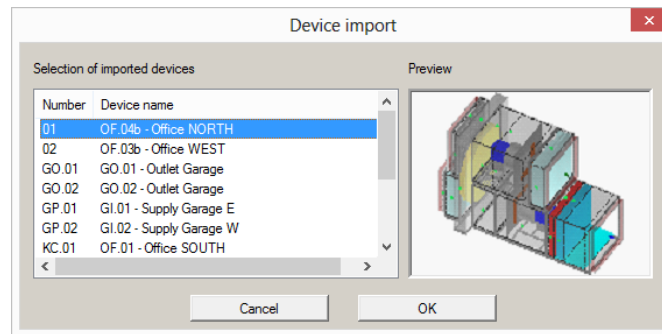 Device import
Selection of imported devices
Preview
Number Device name
01 OF.04b - Office NORTH
02 OF.03b - Office WEST
GO.01 GO.01 - Outlet Garage
GO.02 GO.02 - Outlet Garage
GP.01 GI.01 - Supply Garage E
GP.02 GI.02 - Supply Garage W
KC.01 OF.01 - Office SOUTH
Cancel
OK